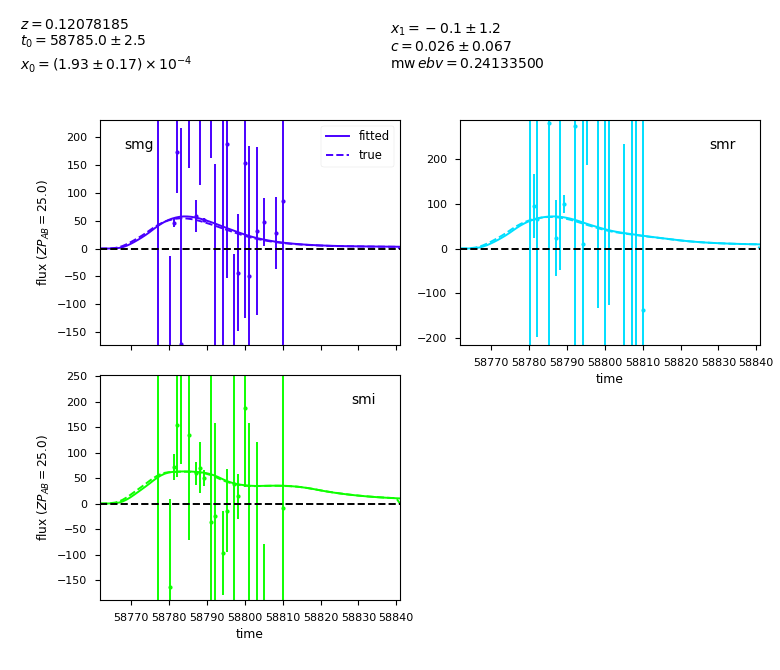 z = 0.12078185
t₀ = 58785.0 ± 2.5
x₀ = (1.93 ± 0.17) × 10⁻⁴
x₁ = −0.1 ± 1.2
c = 0.026 ± 0.067
mw ebv = 0.24133500
smg
fitted
true
200
150
100
50
0
−50
−100
−150
flux (ZP_AB = 25.0)
smr
200
100
0
−100
−200
58770 58780 58790 58800 58810 58820 58830 58840
time
smi
250
200
150
100
50
0
−50
−100
−150
flux (ZP_AB = 25.0)
58770 58780 58790 58800 58810 58820 58830 58840
time